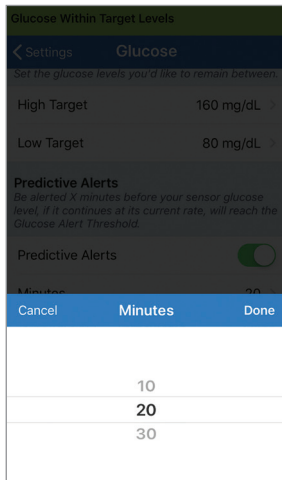 Glucose Within Target Levels
Settings Glucose
Set the glucose levels you'd like to remain between.
High Target 160 mg/dL
Low Target 80 mg/dL
Predictive Alerts
Be alerted X minutes before your sensor glucose
level, if it continues at its current rate, will reach the
Glucose Alert Threshold.
Predictive Alerts
Minutes 20
Cancel Minutes Done
10
20
30